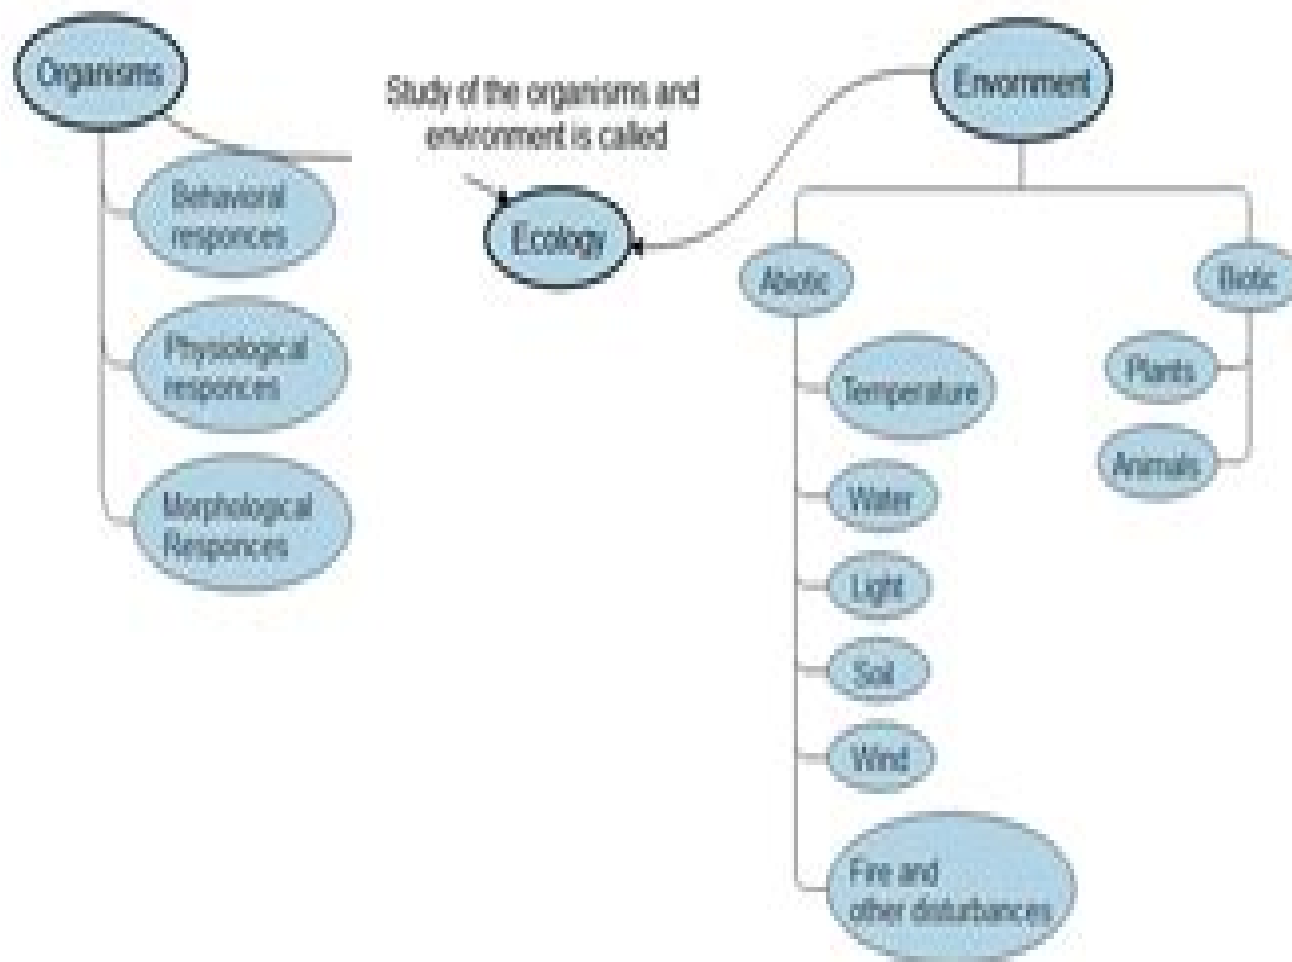 Organisms
Study of the organisms and
environment is called
Envornment
Behavioral
responces
Ecology
Abiotic
Biotic
Physiological
responces
Temperature
Plants
Animals
Morphological
Responces
Water
Light
Soil
Wind
Fire and
other disturbances